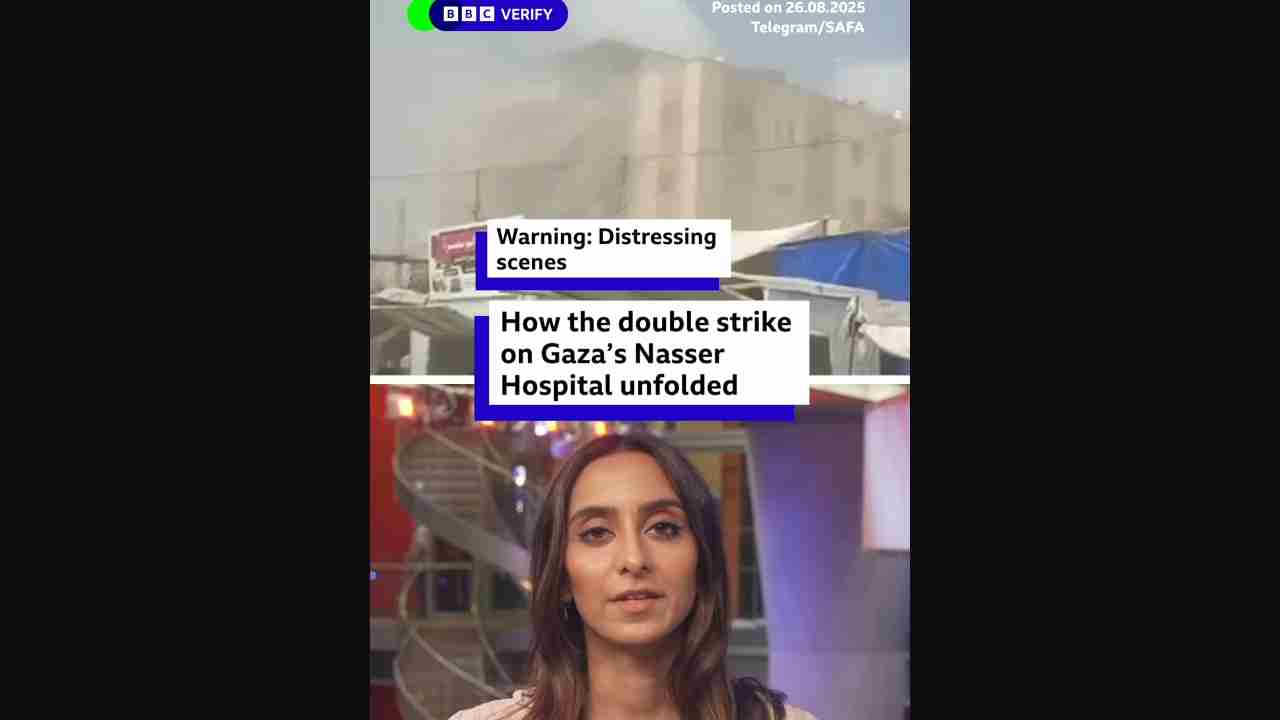 BBC VERIFY
Posted on 26.08.2025
Telegram/SAFA
Warning: Distressing
scenes
How the double strike
on Gaza’s Nasser
Hospital unfolded